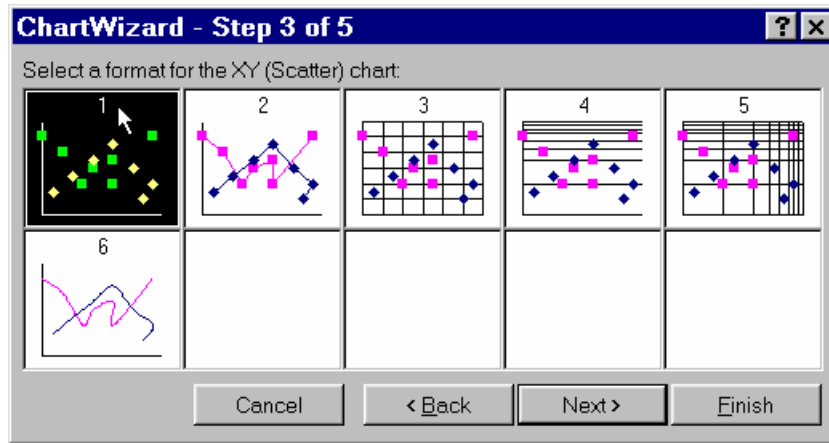 ChartWizard - Step 3 of 5
Select a format for the XY (Scatter) chart:
1 2 3 4 5
6
Cancel < Back Next > Finish